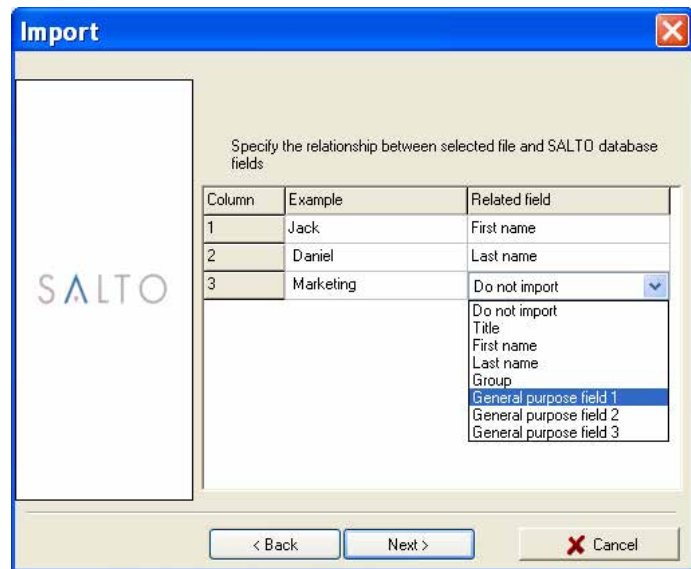 Import
Specify the relationship between selected file and SALTO database
fields
Column Example Related field
1 Jack First name
2 Daniel Last name
3 Marketing Do not import
Do not import
Title
First name
Last name
Group
General purpose field 1
General purpose field 2
General purpose field 3
SALTO
< Back Next > Cancel